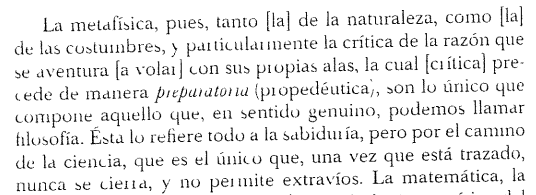 La metafísica, pues, tanto [la] de la naturaleza, como [la]
de las costumbres, y particularmente la crítica de la razón que
se aventura [a volar] con sus propias alas, la cual [crítica] pre-
cede de manera preparatoria (propedéutica), son lo único que
compone aquello que, en sentido genuino, podemos llamar
filosofía. Ésta lo refiere todo a la sabiduría, pero por el camino
de la ciencia, que es el único que, una vez que está trazado,
nunca se cierra, y no permite extravíos. La matemática, la